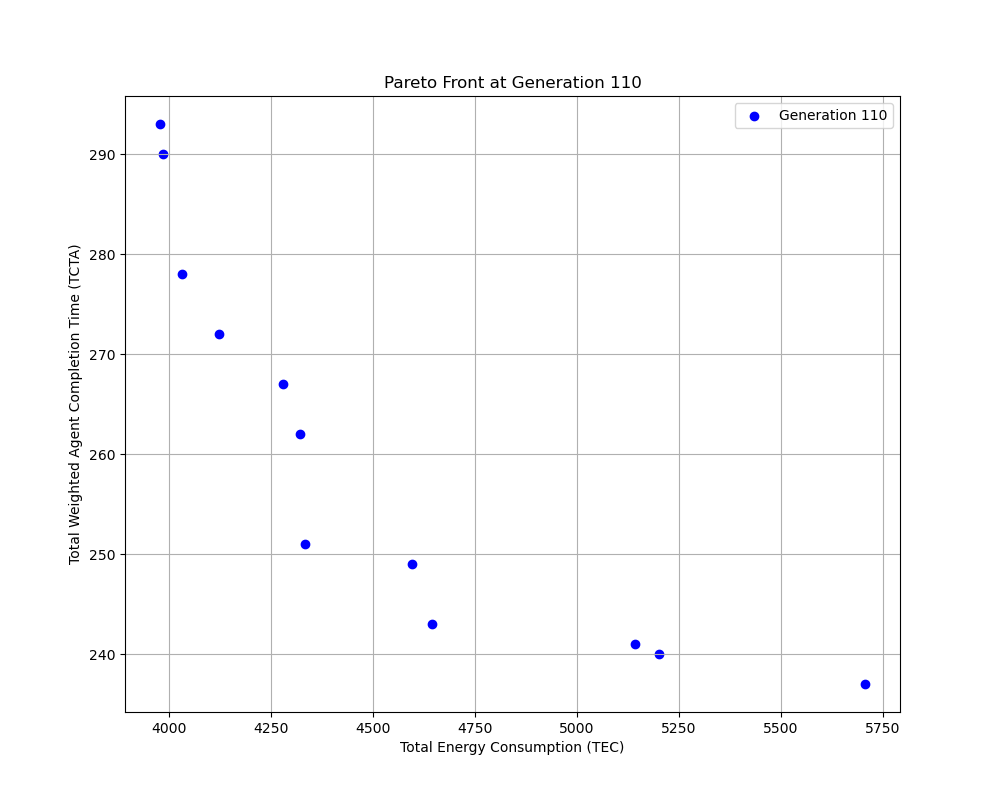 Pareto Front at Generation 110
Generation 110
Total Weighted Agent Completion Time (TCTA)
290
280
270
260
250
240
4000 4250 4500 4750 5000 5250 5500 5750
Total Energy Consumption (TEC)